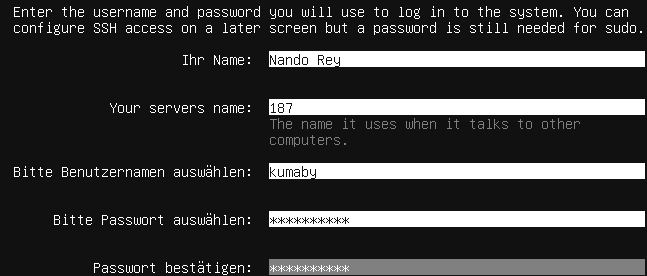 Enter the username and password you will use to log in to the system. You can
configure SSH access on a later screen but a password is still needed for sudo.
Ihr Name: Nando Rey
Your servers name: 187
The name it uses when it talks to other
computers.
Bitte Benutzernamen auswählen: kumaby
Bitte Passwort auswählen: **********
Passwort bestätigen: **********